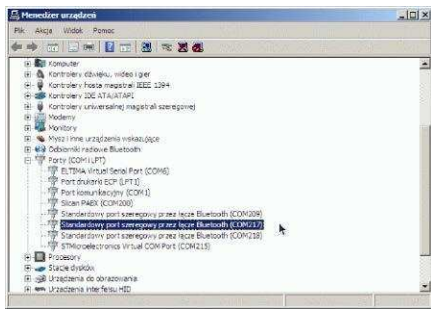 Menedżer urządzeń
Plik Akcja Widok Pomoc
Komputer
Kontrolery dźwięku, wideo i gier
Kontrolery hosta magistrali IEEE 1394
Kontrolery IDE ATA/ATAPI
Kontrolery uniwersalnej magistrali szeregowej
Modemy
Monitory
Mysz i inne urządzenia wskazujące
Odbiorniki radiowe Bluetooth
Porty (COM i LPT)
ELTIMA Virtual Serial Port (COM6)
Port drukarki ECP (LPT1)
Port komunikacyjny (COM1)
Slican PABX (COM200)
Standardowy port szeregowy przez łącze Bluetooth (COM209)
Standardowy port szeregowy przez łącze Bluetooth (COM217)
Standardowy port szeregowy przez łącze Bluetooth (COM218)
STMicroelectronics Virtual COM Port (COM215)
Procesory
Stacje dysków
Urządzenia do obrazowania
Urządzenia interfejsu HID